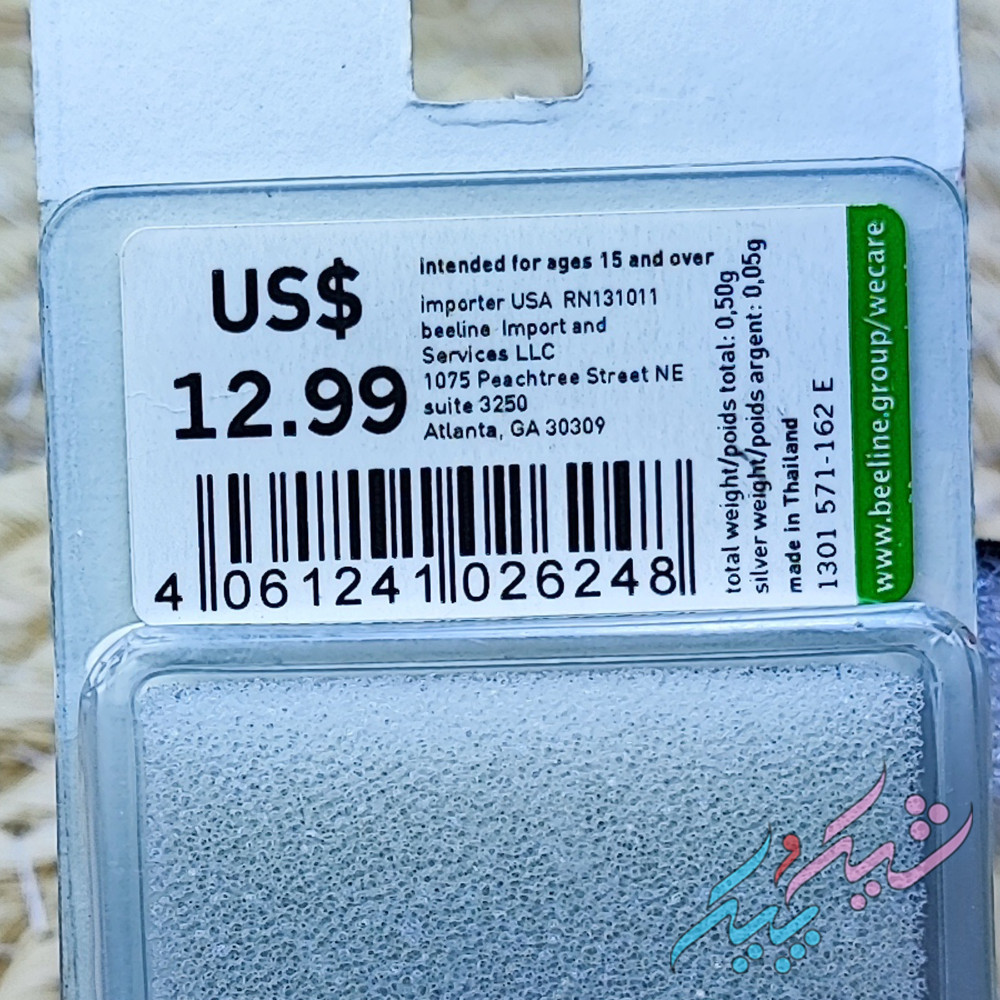 US$
12.99
intended for ages 15 and over
importer USA RN131011
beeline Import and
Services LLC
1075 Peachtree Street NE
suite 3250
Atlanta, GA 30309
4 061241 026248
total weight/poids total: 0,50g
silver weight/poids argent: 0,05g
made in Thailand
1301 571-162 E
www.beeline.group/wecare
شیک و پیک